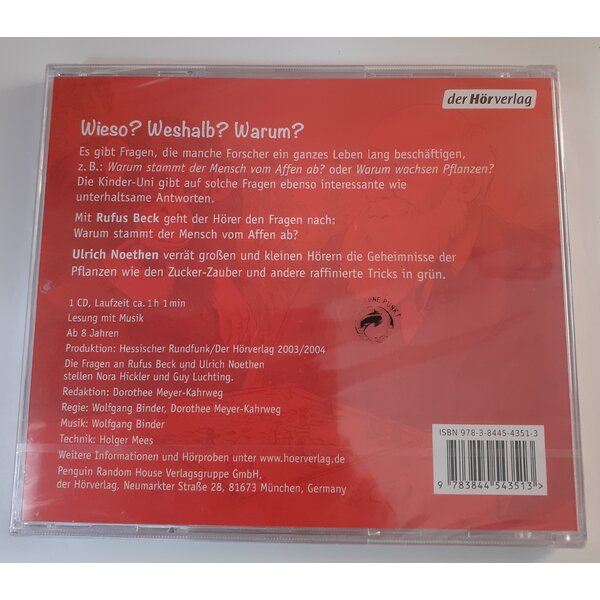 der Hörverlag
Wieso? Weshalb? Warum?
Es gibt Fragen, die manche Forscher ein ganzes Leben lang beschäftigen,
z. B.: Warum stammt der Mensch vom Affen ab? oder Warum wachsen Pflanzen?
Die Kinder-Uni gibt auf solche Fragen ebenso interessante wie
unterhaltsame Antworten.
Mit Rufus Beck geht der Hörer den Fragen nach:
Warum stammt der Mensch vom Affen ab?
Ulrich Noethen verrät großen und kleinen Hörern die Geheimnisse der
Pflanzen wie den Zucker-Zauber und andere raffinierte Tricks in grün.
1 CD, Laufzeit ca. 1 h 1 min
Lesung mit Musik
Ab 8 Jahren
Produktion: Hessischer Rundfunk/Der Hörverlag 2003/2004
Die Fragen an Rufus Beck und Ulrich Noethen
stellen Nora Hickler und Guy Luchting.
Redaktion: Dorothee Meyer-Kahrweg
Regie: Wolfgang Binder, Dorothee Meyer-Kahrweg
Musik: Wolfgang Binder
Technik: Holger Mees
Weitere Informationen und Hörproben unter www.hoerverlag.de
Penguin Random House Verlagsgruppe GmbH,
der Hörverlag, Neumarkter Straße 28, 81673 München, Germany
ISBN 978-3-8445-4351-3
9 783844 543513 >